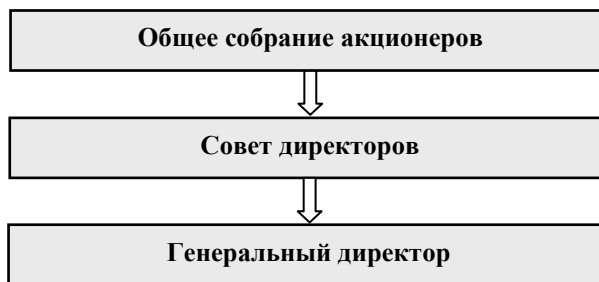 Общее собрание акционеров
Совет директоров
Генеральный директор